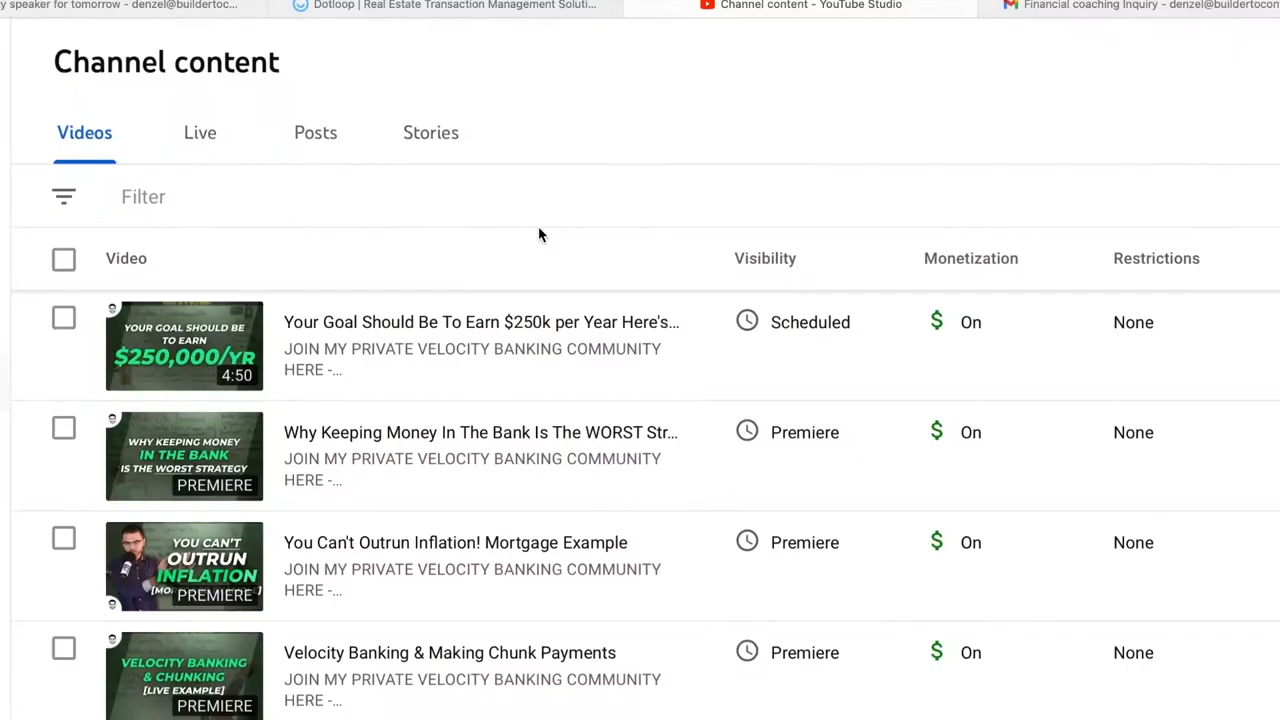 y speaker for tomorrow - denzel@buildertoc...
Dotloop | Real Estate Transaction Management Soluti...
Channel content - YouTube Studio
Financial coaching Inquiry - denzel@buildertocon
Channel content
Videos
Live
Posts
Stories
Filter
Video
Visibility
Monetization
Restrictions
YOUR GOAL SHOULD BE
TO EARN
$250,000/YR
4:50
Your Goal Should Be To Earn $250k per Year Here's...
JOIN MY PRIVATE VELOCITY BANKING COMMUNITY
HERE -...
Scheduled
$ On
None
WHY KEEPING MONEY
IN THE BANK
IS THE WORST STRATEGY
PREMIERE
Why Keeping Money In The Bank Is The WORST Str...
JOIN MY PRIVATE VELOCITY BANKING COMMUNITY
HERE -...
Premiere
$ On
None
YOU CAN'T
OUTRUN
INFLATION
PREMIERE
You Can't Outrun Inflation! Mortgage Example
JOIN MY PRIVATE VELOCITY BANKING COMMUNITY
HERE -...
Premiere
$ On
None
VELOCITY BANKING
& CHUNKING
[LIVE EXAMPLE]
PREMIERE
Velocity Banking & Making Chunk Payments
JOIN MY PRIVATE VELOCITY BANKING COMMUNITY
HERE -...
Premiere
$ On
None